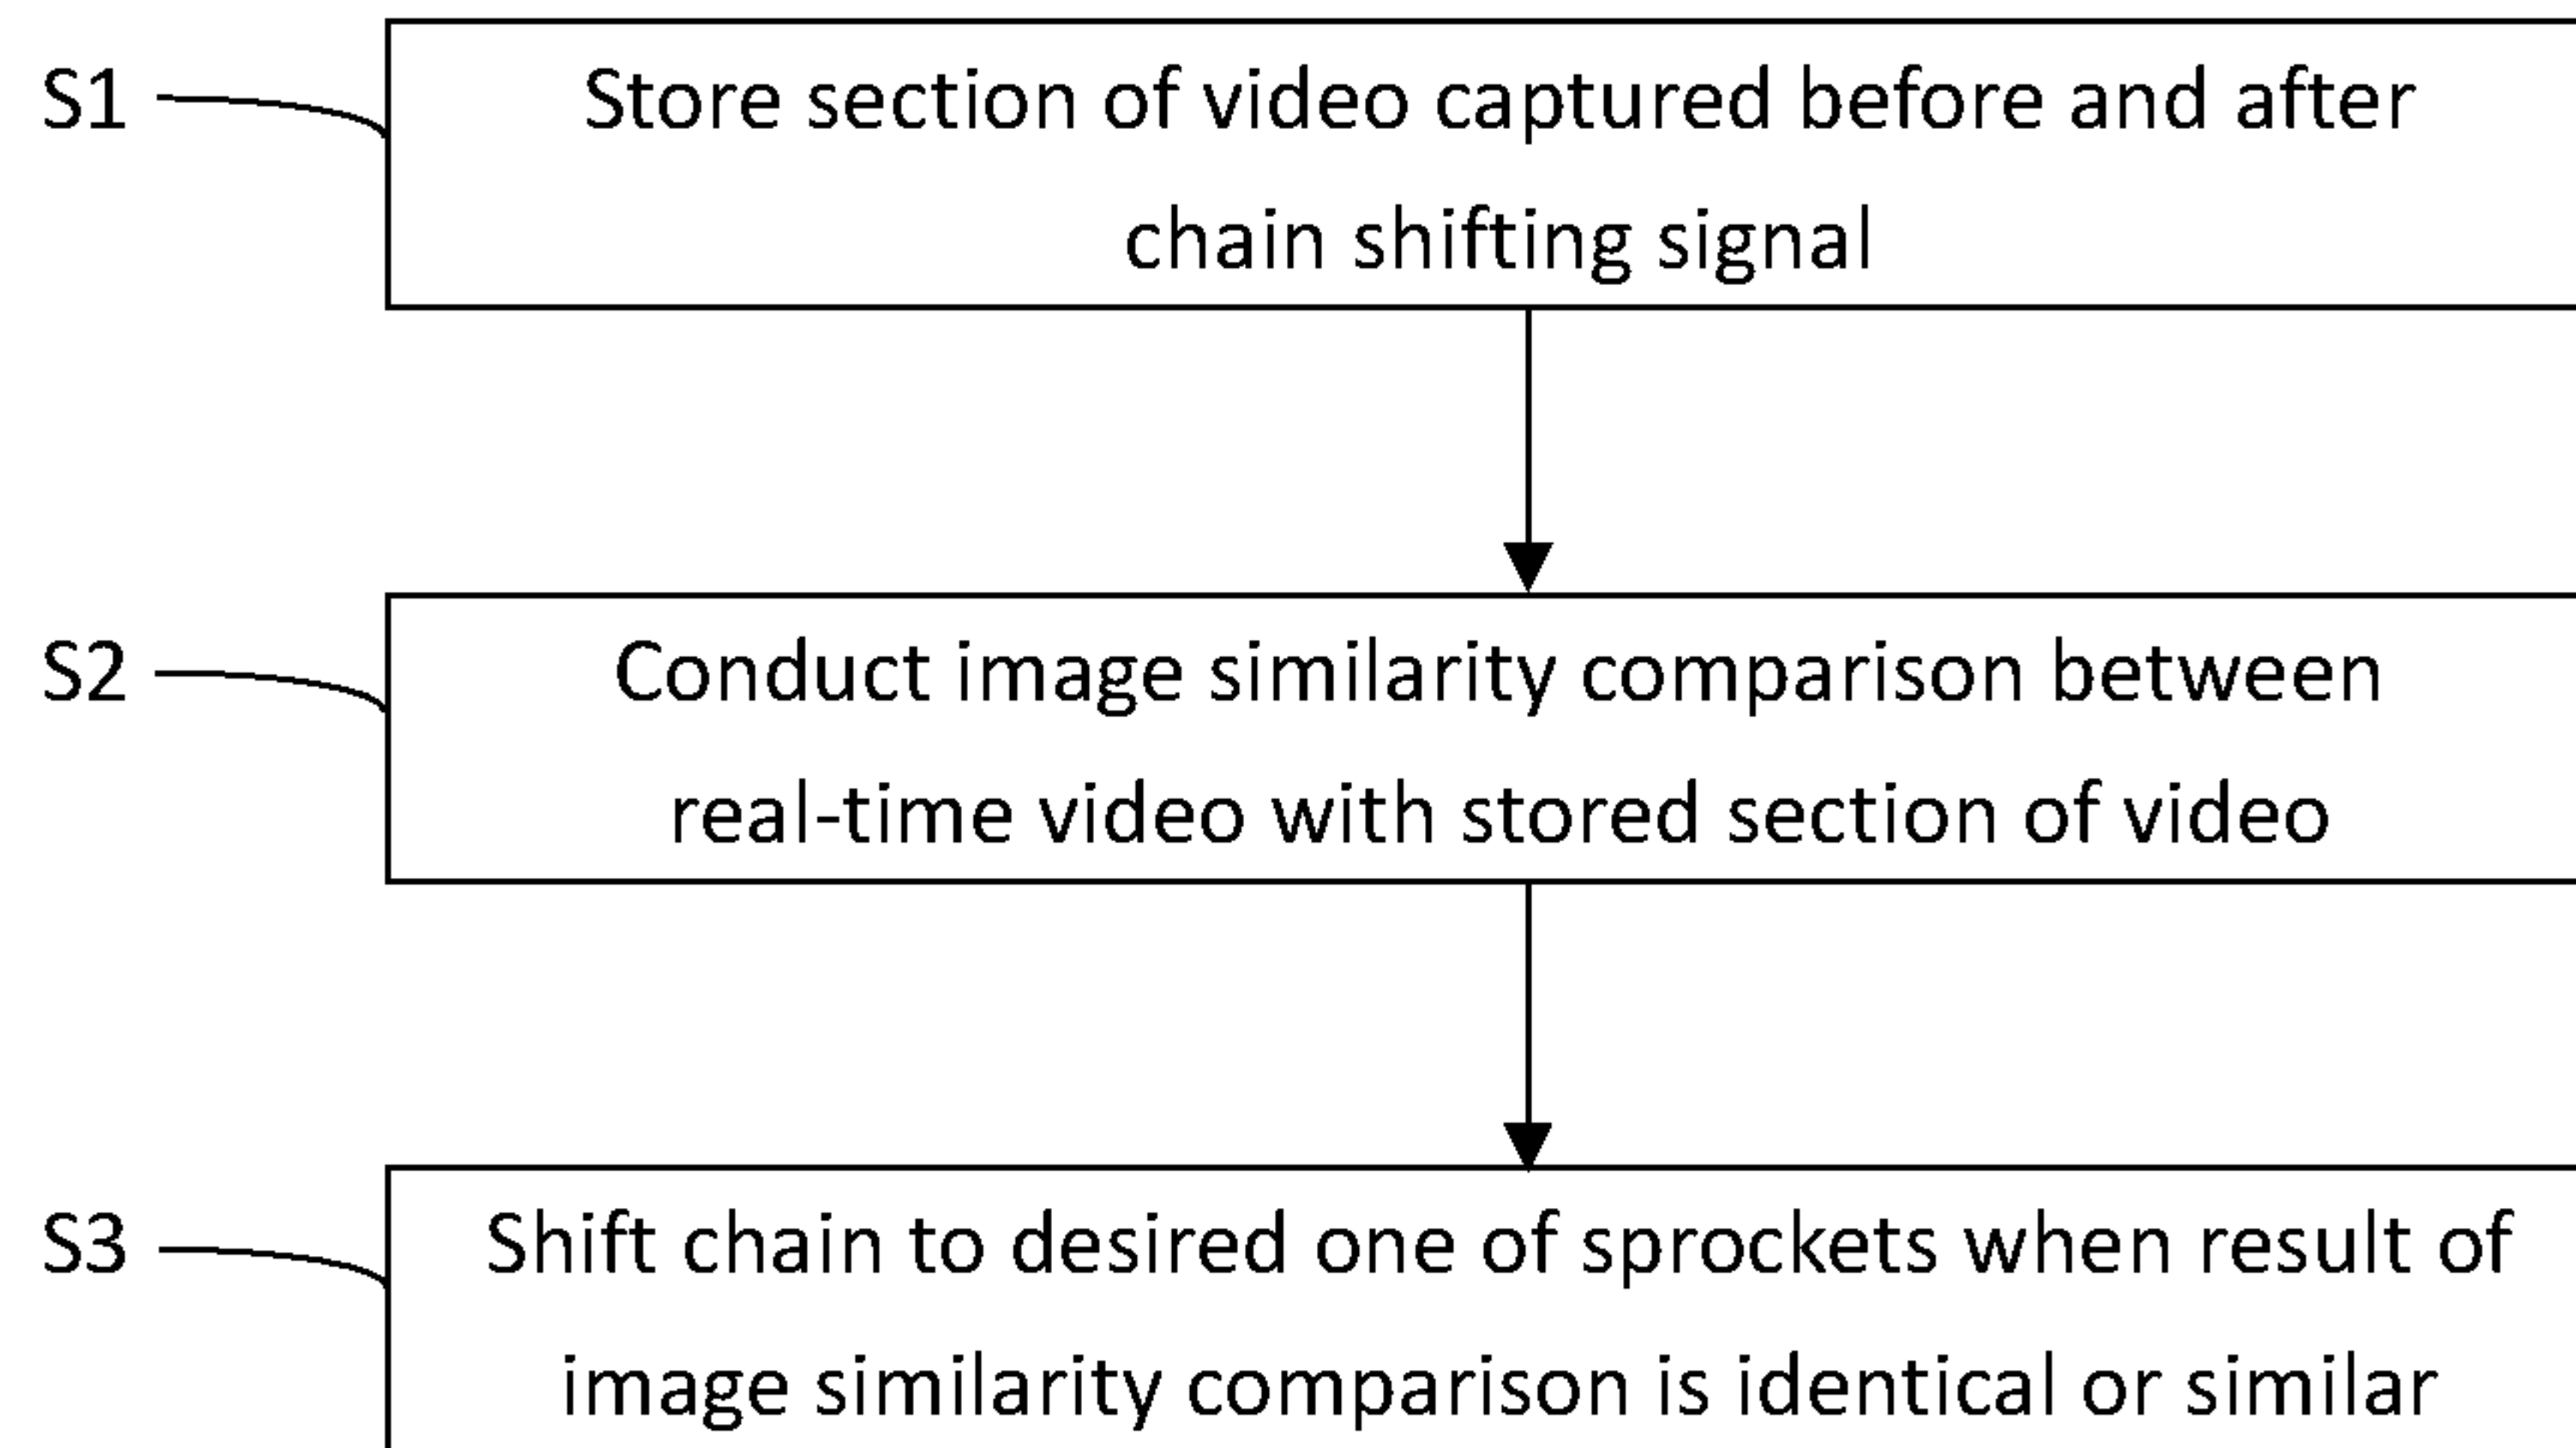 S1
Store section of video captured before and after
chain shifting signal
S2
Conduct image similarity comparison between
real-time video with stored section of video
S3
Shift chain to desired one of sprockets when result of
image similarity comparison is identical or similar